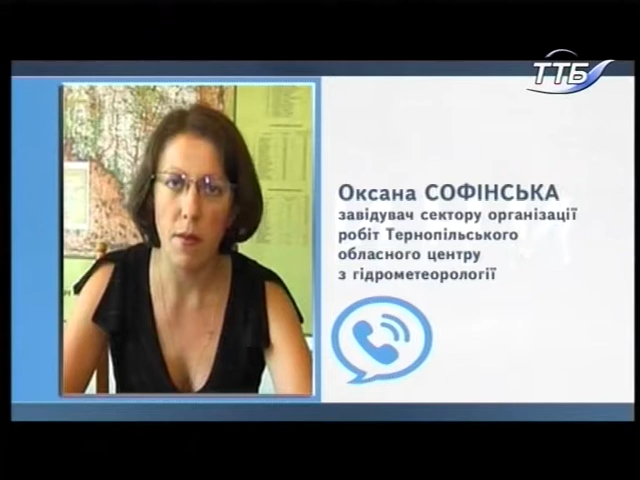 ТТБ
Оксана СОФІНСЬКА
завідувач сектору організації
робіт Тернопільського
обласного центру
з гідрометеорології